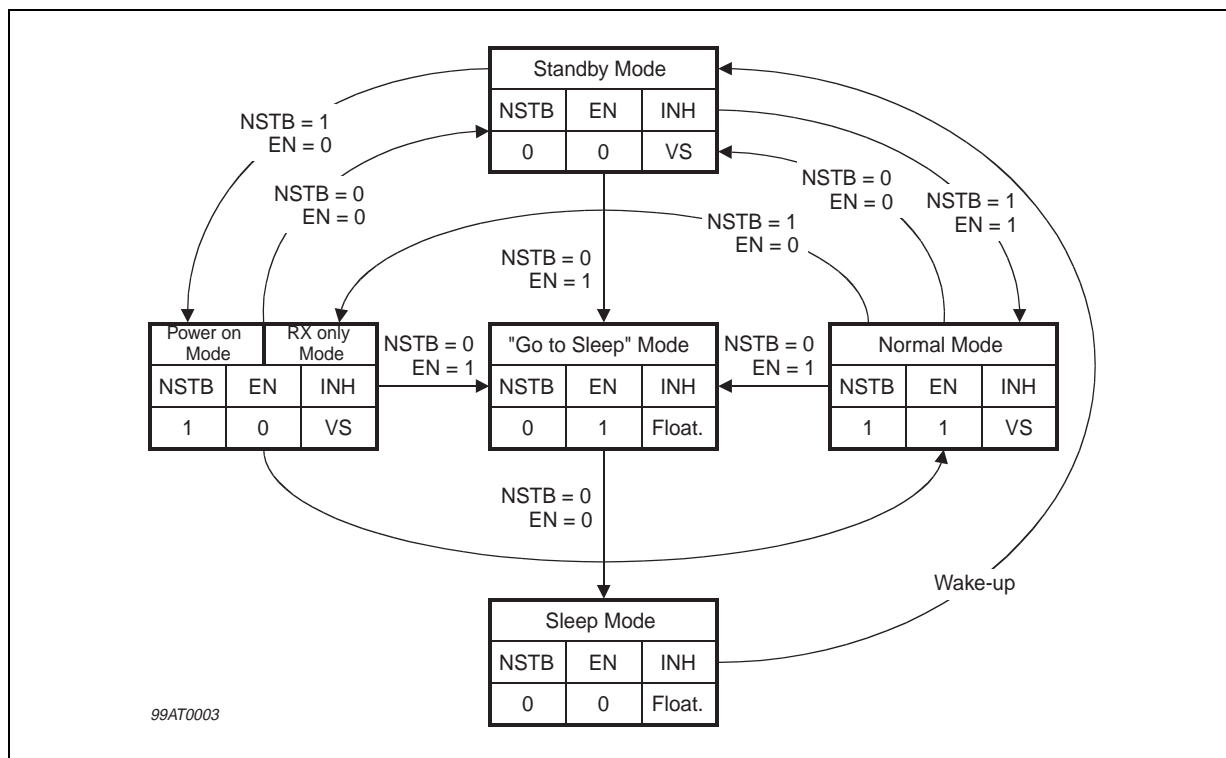 Standby Mode
NSTB EN INH
0 0 VS
NSTB = 1
EN = 0
NSTB = 0
EN = 0
NSTB = 0
EN = 0
NSTB = 1
EN = 1
NSTB = 1
EN = 0
NSTB = 0
EN = 1
Power on
Mode
RX only
Mode
NSTB EN INH
1 0 VS
NSTB = 0
EN = 1
"Go to Sleep" Mode
NSTB EN INH
0 1 Float.
NSTB = 0
EN = 1
Normal Mode
NSTB EN INH
1 1 VS
NSTB = 0
EN = 0
Wake-up
Sleep Mode
NSTB EN INH
0 0 Float.
99AT0003